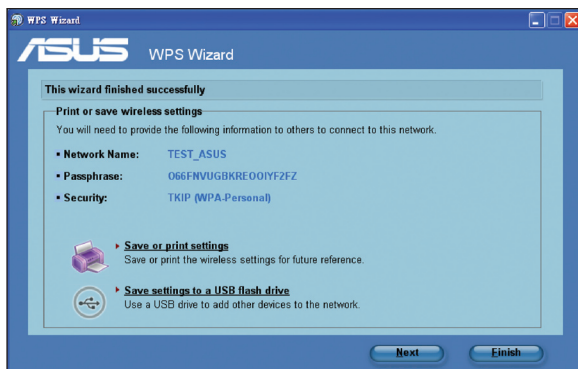 WPS Wizard
ASUS WPS Wizard
This wizard finished successfully
Print or save wireless settings
You will need to provide the following information to others to connect to this network.
Network Name: TEST_ASUS
Passphrase: O66FNVUGBKREOOIYF2FZ
Security: TKIP (WPA-Personal)
Save or print settings
Save or print the wireless settings for future reference.
Save settings to a USB flash drive
Use a USB drive to add other devices to the network.
Next Finish